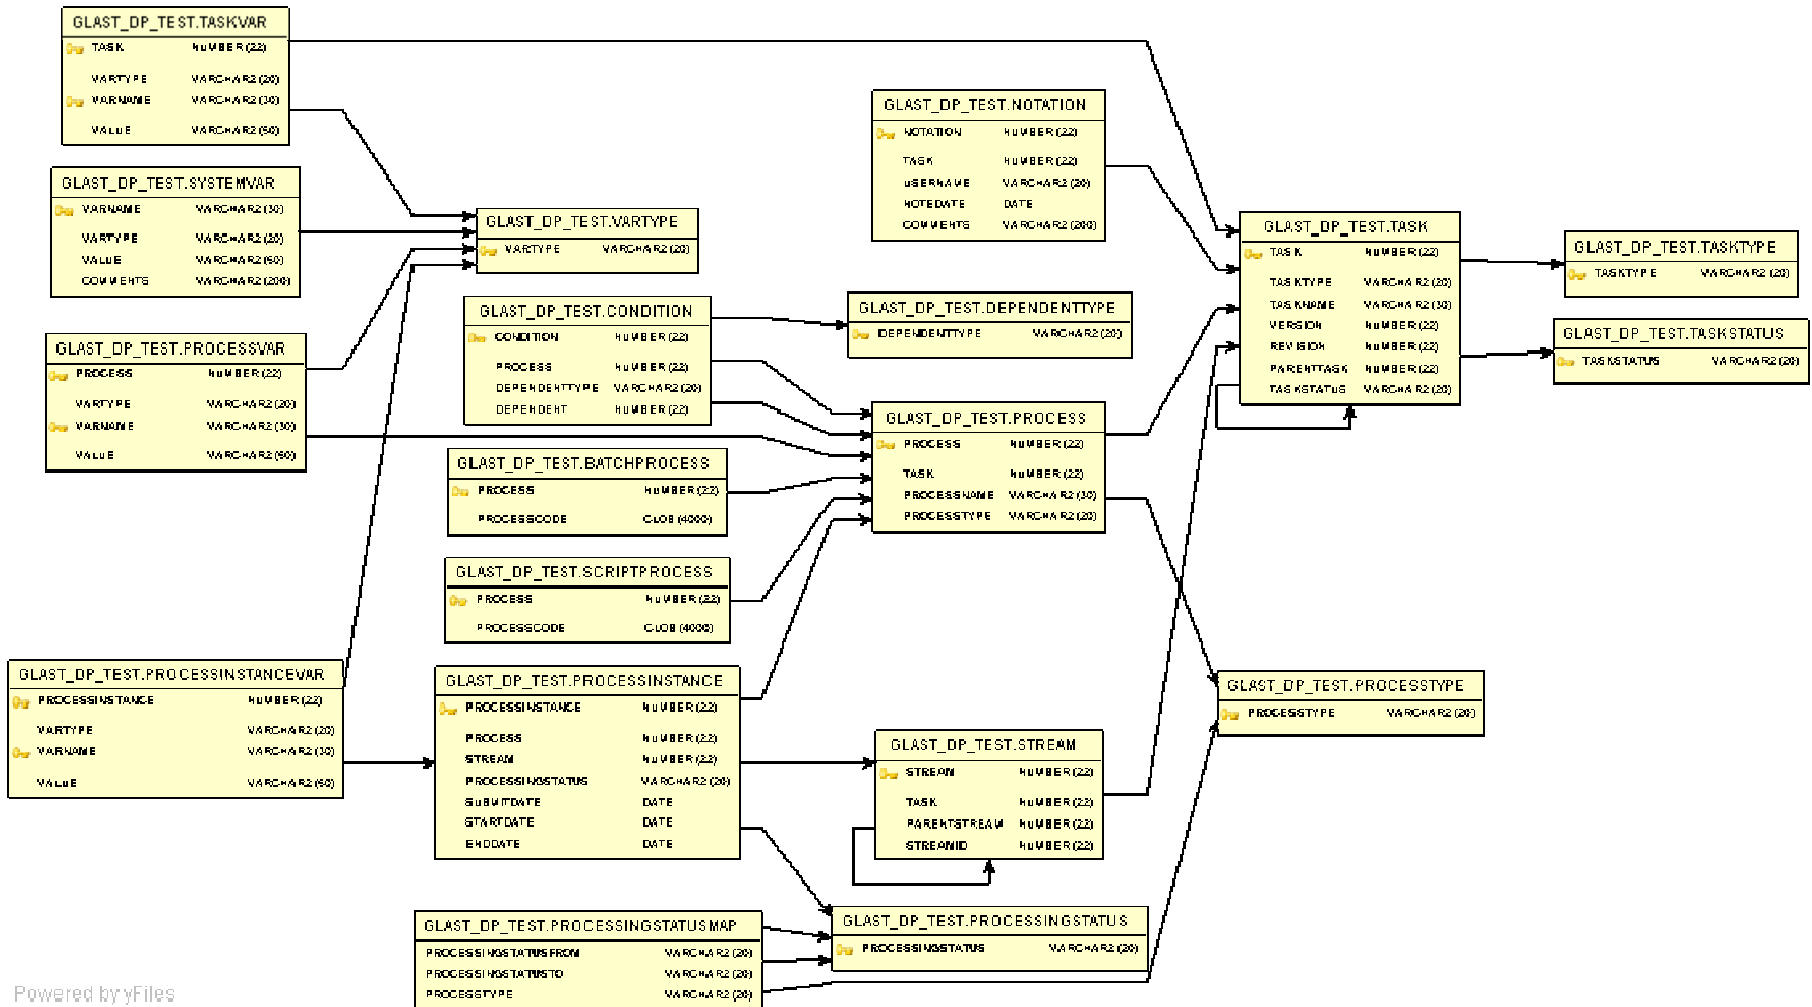 GLAST_DP_TEST.TASKVAR
TASK NUMBER (22)
VARTYPE VARCHAR2 (20)
VARNAME VARCHAR2 (30)
VALUE VARCHAR2 (50)
GLAST_DP_TEST.SYSTEMVAR
VARNAME VARCHAR2 (30)
VARTYPE VARCHAR2 (20)
VALUE VARCHAR2 (50)
COMMENTS VARCHAR2 (200)
GLAST_DP_TEST.PROCESSVAR
PROCESS NUMBER (22)
VARTYPE VARCHAR2 (20)
VARNAME VARCHAR2 (30)
VALUE VARCHAR2 (50)
GLAST_DP_TEST.PROCESSINSTANCEVAR
PROCESSINSTANCE NUMBER (22)
VARTYPE VARCHAR2 (20)
VARNAME VARCHAR2 (30)
VALUE VARCHAR2 (50)
GLAST_DP_TEST.VARTYPE
VARTYPE VARCHAR2 (20)
GLAST_DP_TEST.CONDITION
CONDITION NUMBER (22)
PROCESS NUMBER (22)
DEPENDENTTYPE VARCHAR2 (20)
DEPENDENT NUMBER (22)
GLAST_DP_TEST.BATCHPROCESS
PROCESS NUMBER (22)
PROCESSCODE CLOB (4000)
GLAST_DP_TEST.SCRIPTPROCESS
PROCESS NUMBER (22)
PROCESSCODE CLOB (4000)
GLAST_DP_TEST.PROCESSINSTANCE
PROCESSINSTANCE NUMBER (22)
PROCESS NUMBER (22)
STREAM NUMBER (22)
PROCESSINGSTATUS VARCHAR2 (20)
SUBMITDATE DATE
STARTDATE DATE
ENDDATE DATE
GLAST_DP_TEST.PROCESSINGSTATUSMAP
PROCESSINGSTATUSFROM VARCHAR2 (20)
PROCESSINGSTATUSTO VARCHAR2 (20)
PROCESSTYPE VARCHAR2 (20)
GLAST_DP_TEST.NOTATION
NOTATION NUMBER (22)
TASK NUMBER (22)
USERNAME VARCHAR2 (20)
NOTEDATE DATE
COMMENTS VARCHAR2 (200)
GLAST_DP_TEST.DEPENDENTTYPE
DEPENDENTTYPE VARCHAR2 (20)
GLAST_DP_TEST.PROCESS
PROCESS NUMBER (22)
TASK NUMBER (22)
PROCESSNAME VARCHAR2 (30)
PROCESSTYPE VARCHAR2 (20)
GLAST_DP_TEST.STREAM
STREAM NUMBER (22)
TASK NUMBER (22)
PARENTSTREAM NUMBER (22)
STREAMID NUMBER (22)
GLAST_DP_TEST.PROCESSINGSTATUS
PROCESSINGSTATUS VARCHAR2 (20)
GLAST_DP_TEST.TASK
TASK NUMBER (22)
TASKTYPE VARCHAR2 (20)
TASKNAME VARCHAR2 (30)
VERSION NUMBER (22)
REVISION NUMBER (22)
PARENTTASK NUMBER (22)
TASKSTATUS VARCHAR2 (20)
GLAST_DP_TEST.PROCESSTYPE
PROCESSTYPE VARCHAR2 (20)
GLAST_DP_TEST.TASKTYPE
TASKTYPE VARCHAR2 (20)
GLAST_DP_TEST.TASKSTATUS
TASKSTATUS VARCHAR2 (20)
Powered by yFiles